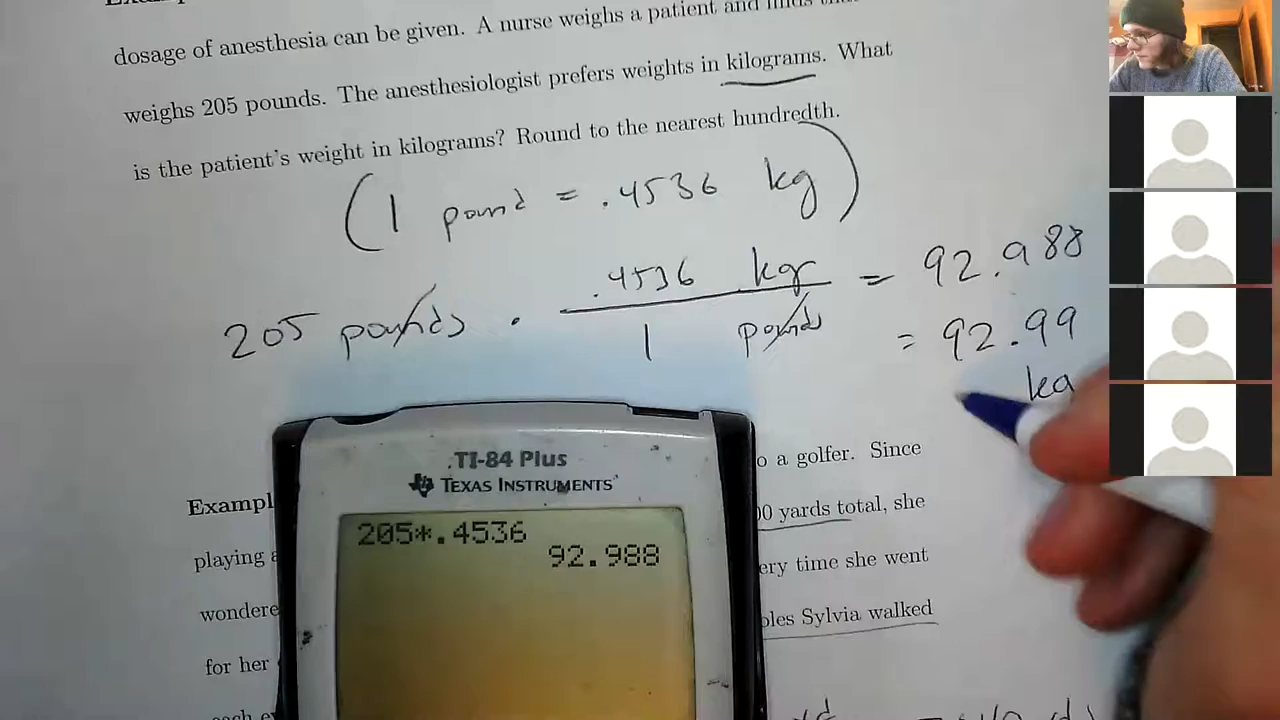 dosage of anesthesia can be given. A nurse weighs a patient and
weighs 205 pounds. The anesthesiologist prefers weights in kilograms. What
is the patient's weight in kilograms? Round to the nearest hundredth.
(1 pound = .4536 kg)
205 pounds · .4536 kg / 1 pounds = 92.988
= 92.99
kg
TI-84 Plus
TEXAS INSTRUMENTS
205*.4536
92.988
o a golfer. Since
Exampl 00 yards total, she
playing ery time she went
wondere oles Sylvia walked
for her
each